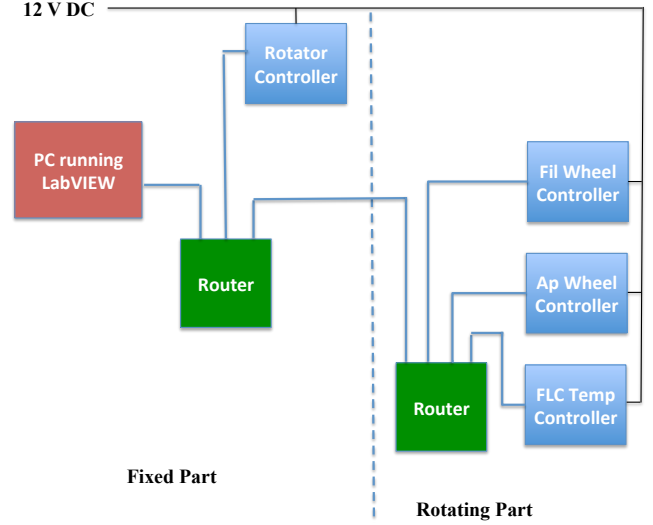 12 V DC
Rotator
Controller
PC running
LabVIEW
Fil Wheel
Controller
Router
Ap Wheel
Controller
FLC Temp
Controller
Router
Fixed Part
Rotating Part